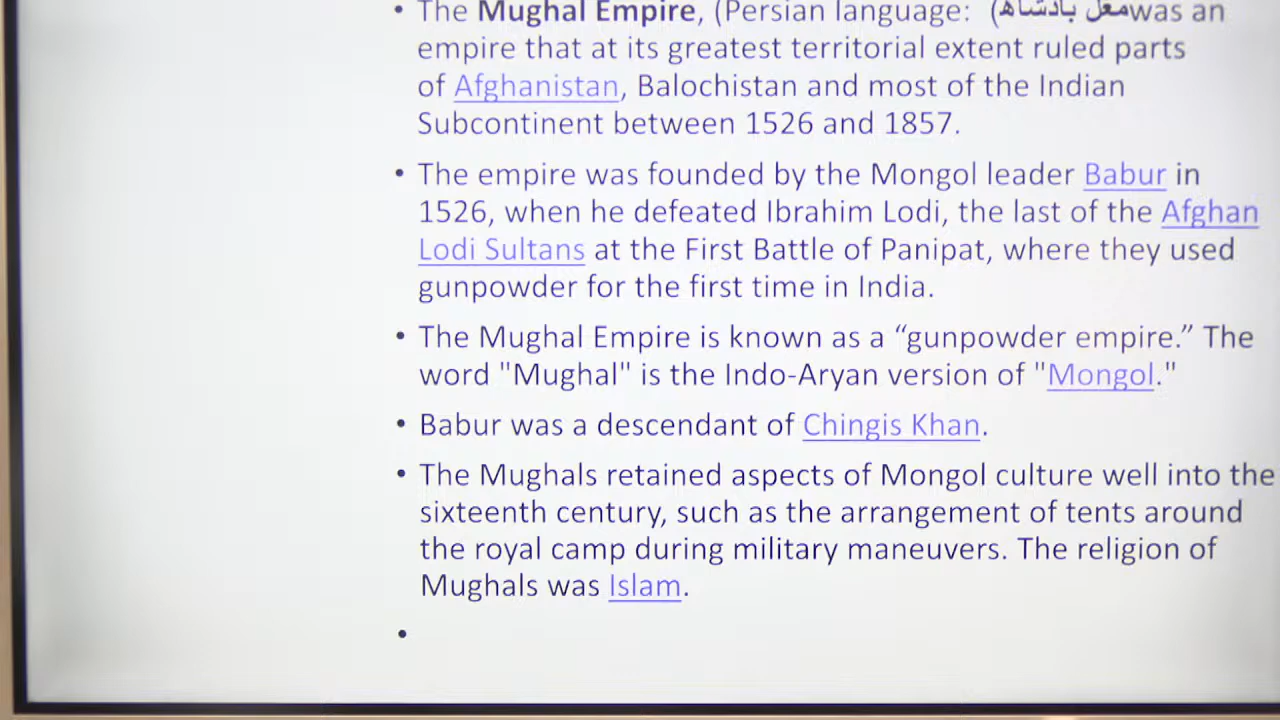 • The Mughal Empire, (Persian language: (مغل بادشاہ was an
empire that at its greatest territorial extent ruled parts
of Afghanistan, Balochistan and most of the Indian
Subcontinent between 1526 and 1857.
• The empire was founded by the Mongol leader Babur in
1526, when he defeated Ibrahim Lodi, the last of the Afghan
Lodi Sultans at the First Battle of Panipat, where they used
gunpowder for the first time in India.
• The Mughal Empire is known as a “gunpowder empire.” The
word "Mughal" is the Indo-Aryan version of "Mongol."
• Babur was a descendant of Chingis Khan.
• The Mughals retained aspects of Mongol culture well into the
sixteenth century, such as the arrangement of tents around
the royal camp during military maneuvers. The religion of
Mughals was Islam.
•